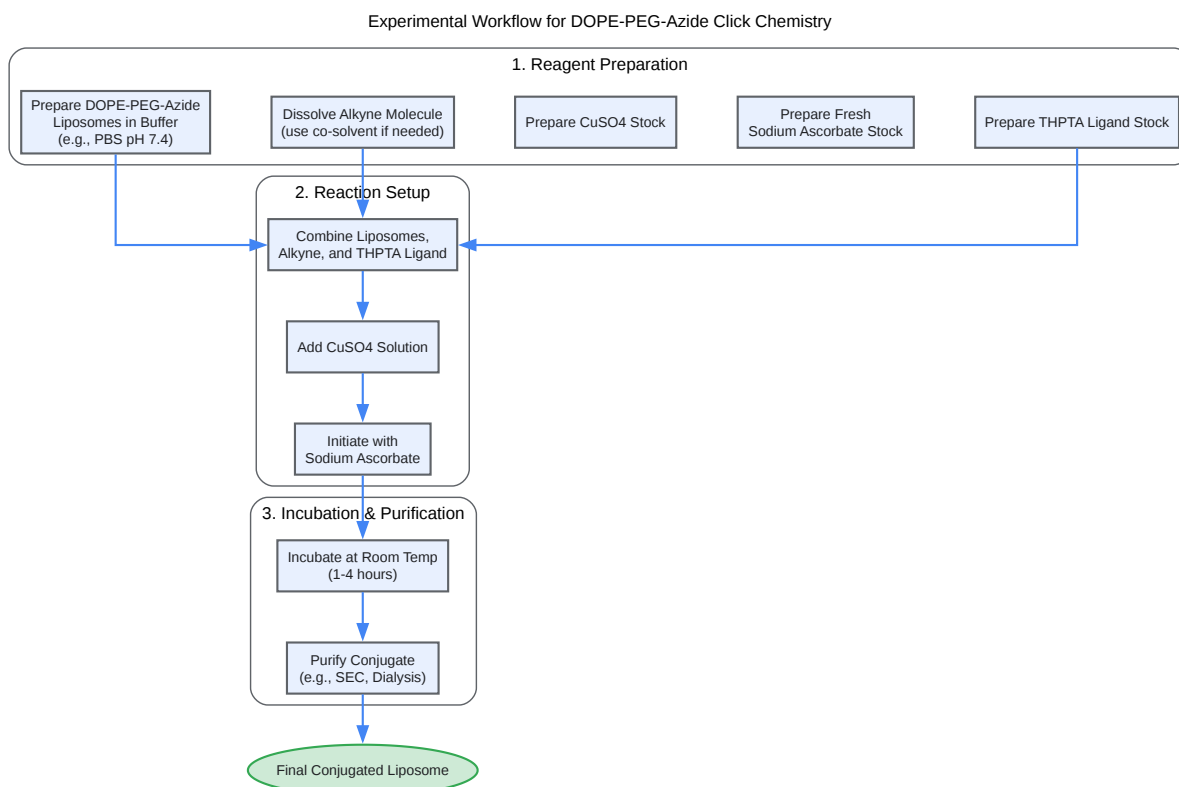 Experimental Workflow for DOPE-PEG-Azide Click Chemistry
1. Reagent Preparation
Prepare DOPE-PEG-Azide
Liposomes in Buffer
(e.g., PBS pH 7.4)
Dissolve Alkyne Molecule
(use co-solvent if needed)
Prepare CuSO4 Stock
Prepare Fresh
Sodium Ascorbate Stock
Prepare THPTA Ligand Stock
2. Reaction Setup
Combine Liposomes,
Alkyne, and THPTA Ligand
Add CuSO4 Solution
Initiate with
Sodium Ascorbate
3. Incubation & Purification
Incubate at Room Temp
(1-4 hours)
Purify Conjugate
(e.g., SEC, Dialysis)
Final Conjugated Liposome